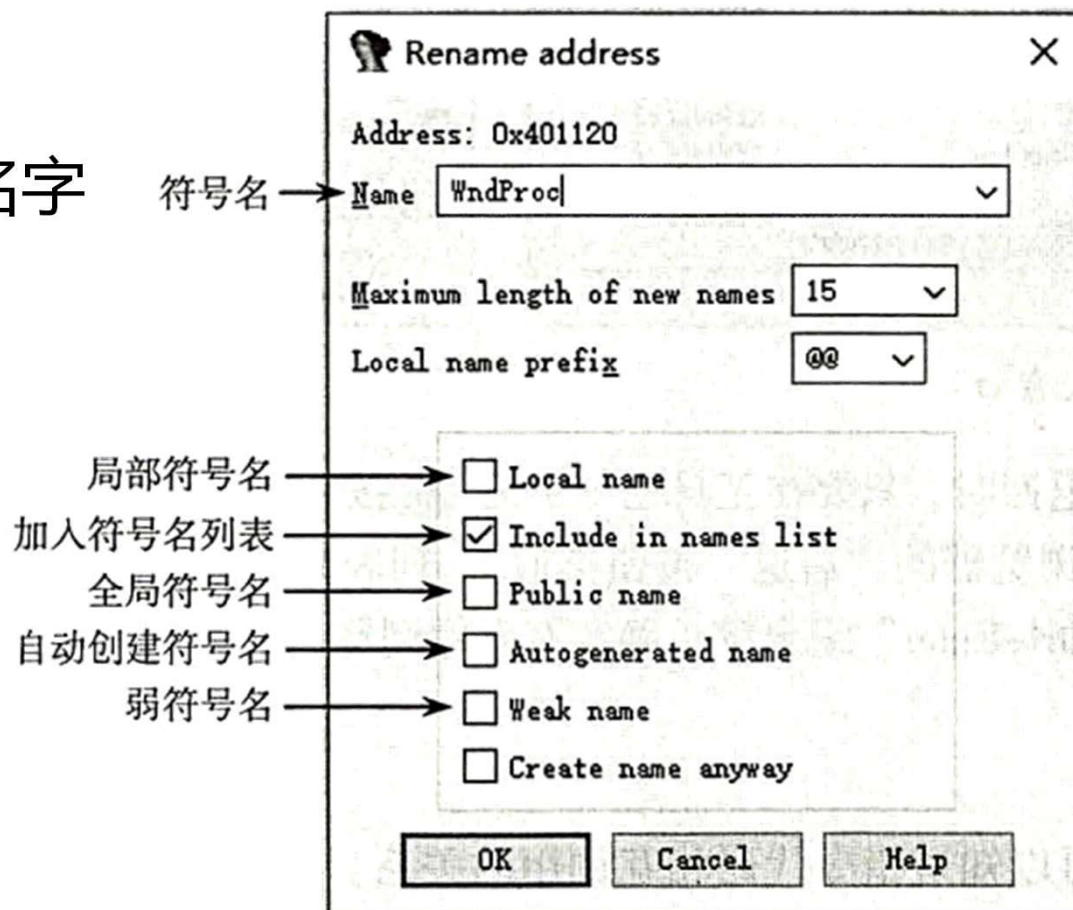 Rename address
Address: 0x401120
名字
符号名 Name WndProc
Maximum length of new names 15
Local name prefix @@
局部符号名 Local name
加入符号名列表 Include in names list
全局符号名 Public name
自动创建符号名 Autogenerated name
弱符号名 Weak name
Create name anyway
OK Cancel Help